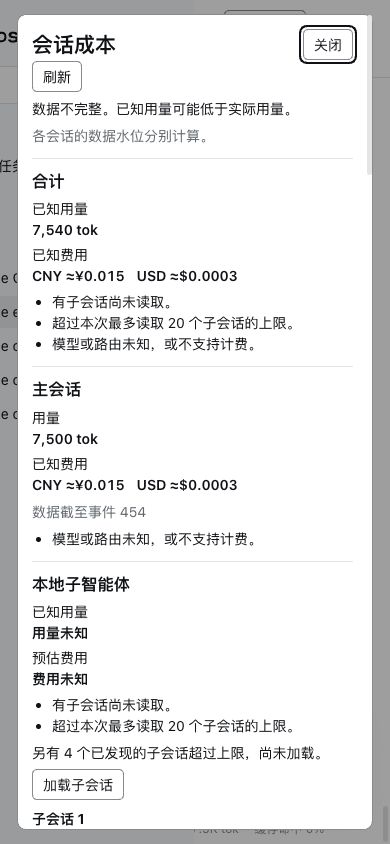 会话成本
关闭
刷新
数据不完整。已知用量可能低于实际用量。
各会话的数据水位分别计算。
合计
已知用量
7,540 tok
已知费用
CNY ≈¥0.015 USD ≈$0.0003
• 有子会话尚未读取。
• 超过本次最多读取 20 个子会话的上限。
• 模型或路由未知，或不支持计费。
主会话
用量
7,500 tok
已知费用
CNY ≈¥0.015 USD ≈$0.0003
数据截至事件 454
• 模型或路由未知，或不支持计费。
本地子智能体
已知用量
用量未知
预估费用
费用未知
• 有子会话尚未读取。
• 超过本次最多读取 20 个子会话的上限。
另有 4 个已发现的子会话超过上限，尚未加载。
加载子会话
子会话 1